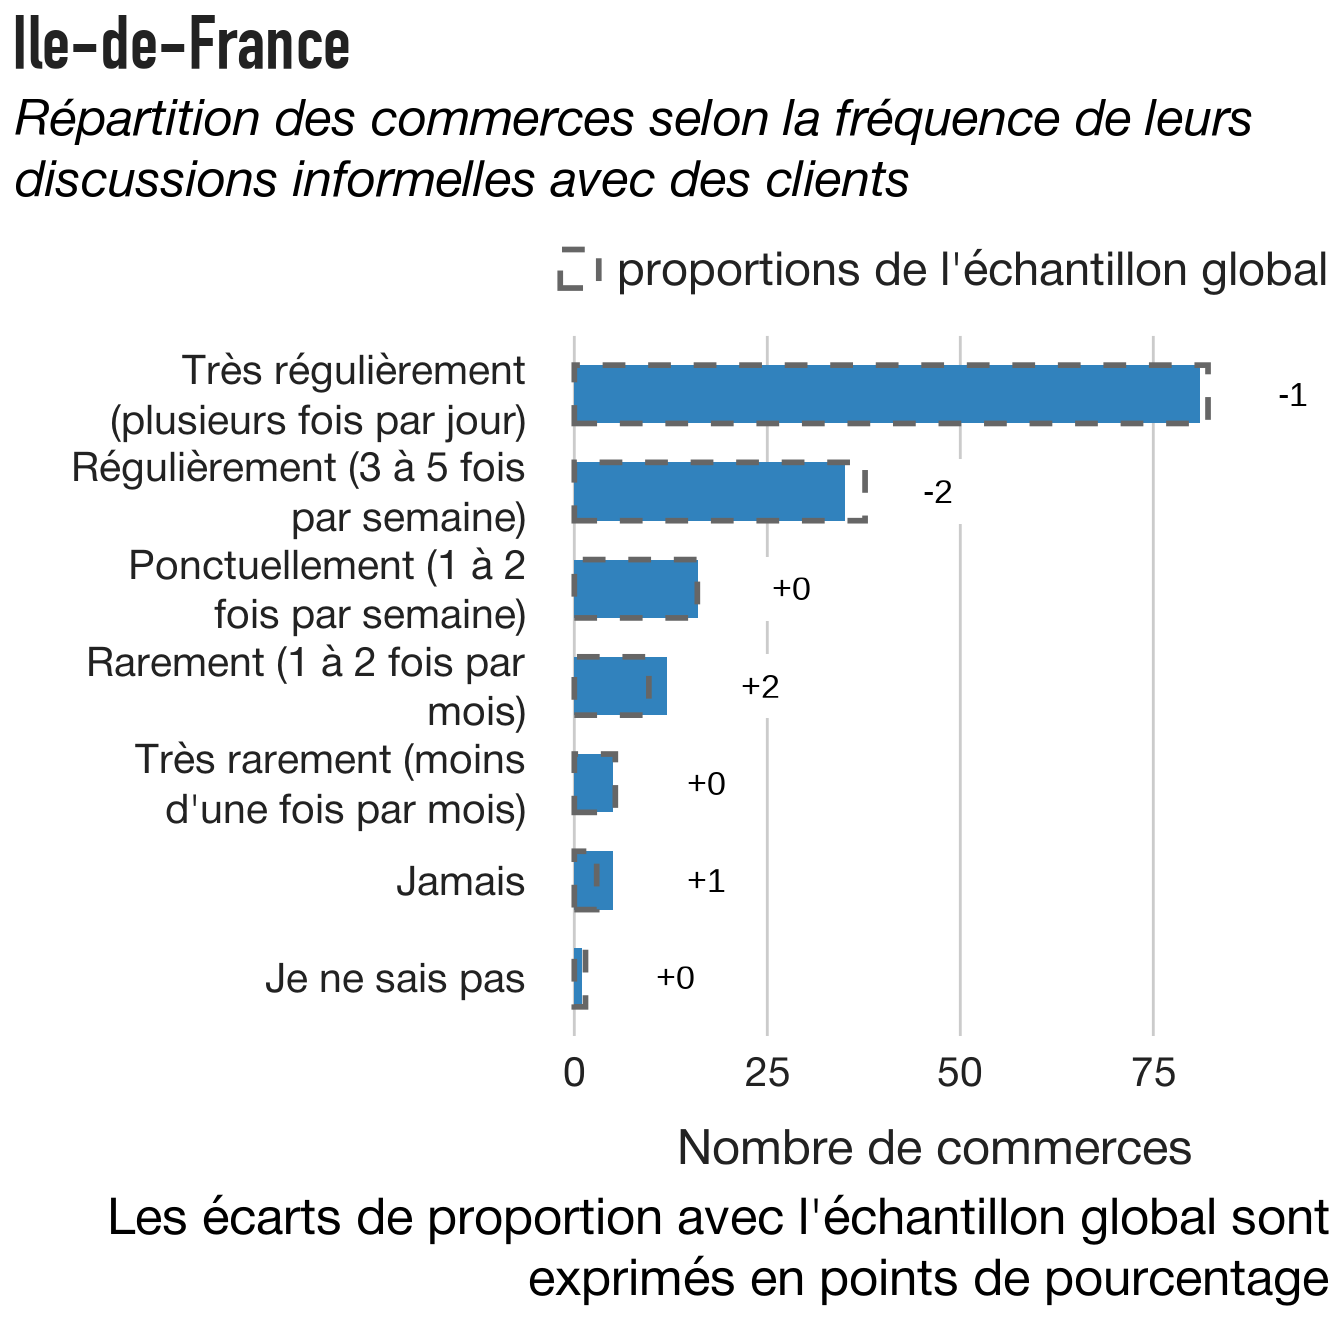 Ile-de-France
Répartition des commerces selon la fréquence de leurs
discussions informelles avec des clients
proportions de l'échantillon global
Très régulièrement
(plusieurs fois par jour)
-1
Régulièrement (3 à 5 fois
par semaine)
-2
Ponctuellement (1 à 2
fois par semaine)
+0
Rarement (1 à 2 fois par
mois)
+2
Très rarement (moins
d'une fois par mois)
+0
Jamais
+1
Je ne sais pas
+0
0 25 50 75
Nombre de commerces
Les écarts de proportion avec l'échantillon global sont
exprimés en points de pourcentage